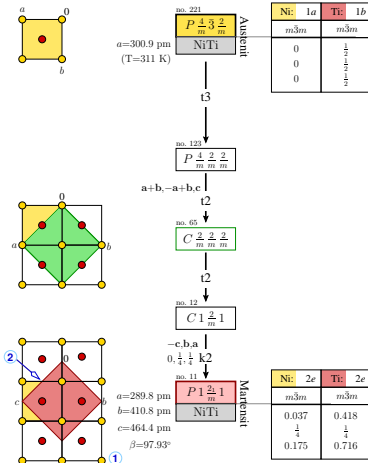 a 0
b
no. 221
P 4/m 3̄ 2/m
NiTi
Austenit
a=300.9 pm
(T=311 K)
Ni: 1a Ti: 1b
m3̄m m3̄m
0 1/2
0 1/2
0 1/2
t3
no. 123
P 4/m 2/m 2/m
a+b,−a+b,c
t2
no. 65
C 2/m 2/m 2/m
0
a b
t2
no. 12
C 1 2/m 1
−c,b,a
0, 1/4, 1/4 k2
no. 11
P 1 2₁/m 1
NiTi
Martensit
a=289.8 pm
b=410.8 pm
c=464.4 pm
β=97.93°
2
0
c b
1
Ni: 2e Ti: 2e
m3̄m m3̄m
0.037 0.418
1/4 1/4
0.175 0.716